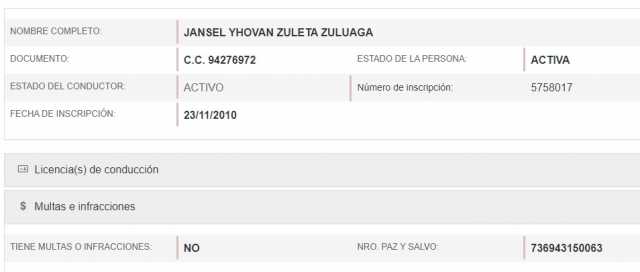 NOMBRE COMPLETO: JANSEL YHOVAN ZULETA ZULUAGA
DOCUMENTO: C.C. 94276972 ESTADO DE LA PERSONA: ACTIVA
ESTADO DEL CONDUCTOR: ACTIVO Número de inscripción: 5758017
FECHA DE INSCRIPCIÓN: 23/11/2010
Licencia(s) de conducción
$ Multas e infracciones
TIENE MULTAS O INFRACCIONES: NO NRO. PAZ Y SALVO: 736943150063